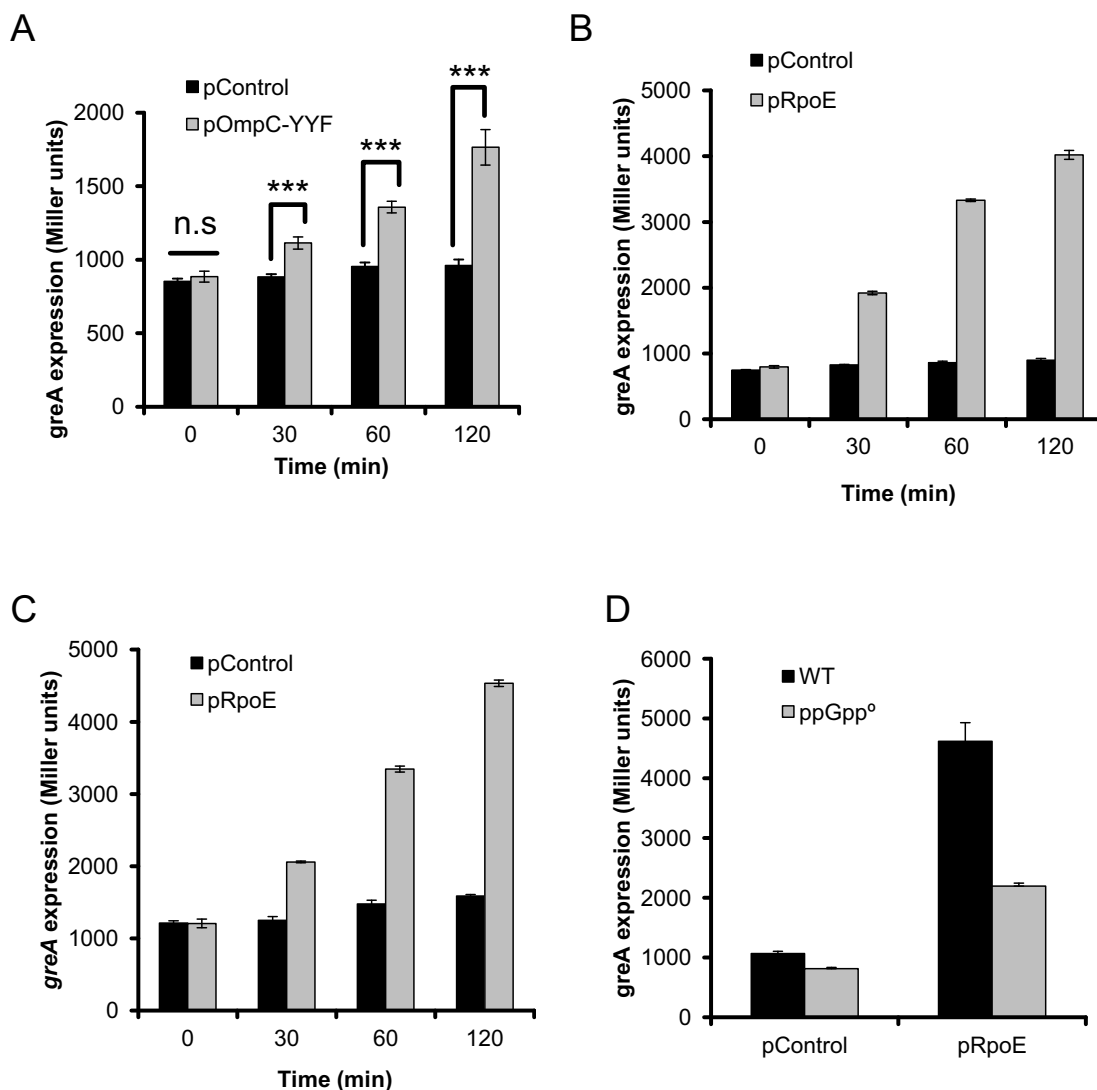 A
pControl
pOmpC-YYF
greA expression (Miller units)
2000
1500
1000
500
0
n.s
***
***
***
0 30 60 120
Time (min)
B
pControl
pRpoE
greA expression (Miller units)
5000
4000
3000
2000
1000
0
0 30 60 120
Time (min)
C
pControl
pRpoE
greA expression (Miller units)
5000
4000
3000
2000
1000
0
0 30 60 120
Time (min)
D
WT
ppGppº
greA expression (Miller units)
6000
5000
4000
3000
2000
1000
0
pControl pRpoE